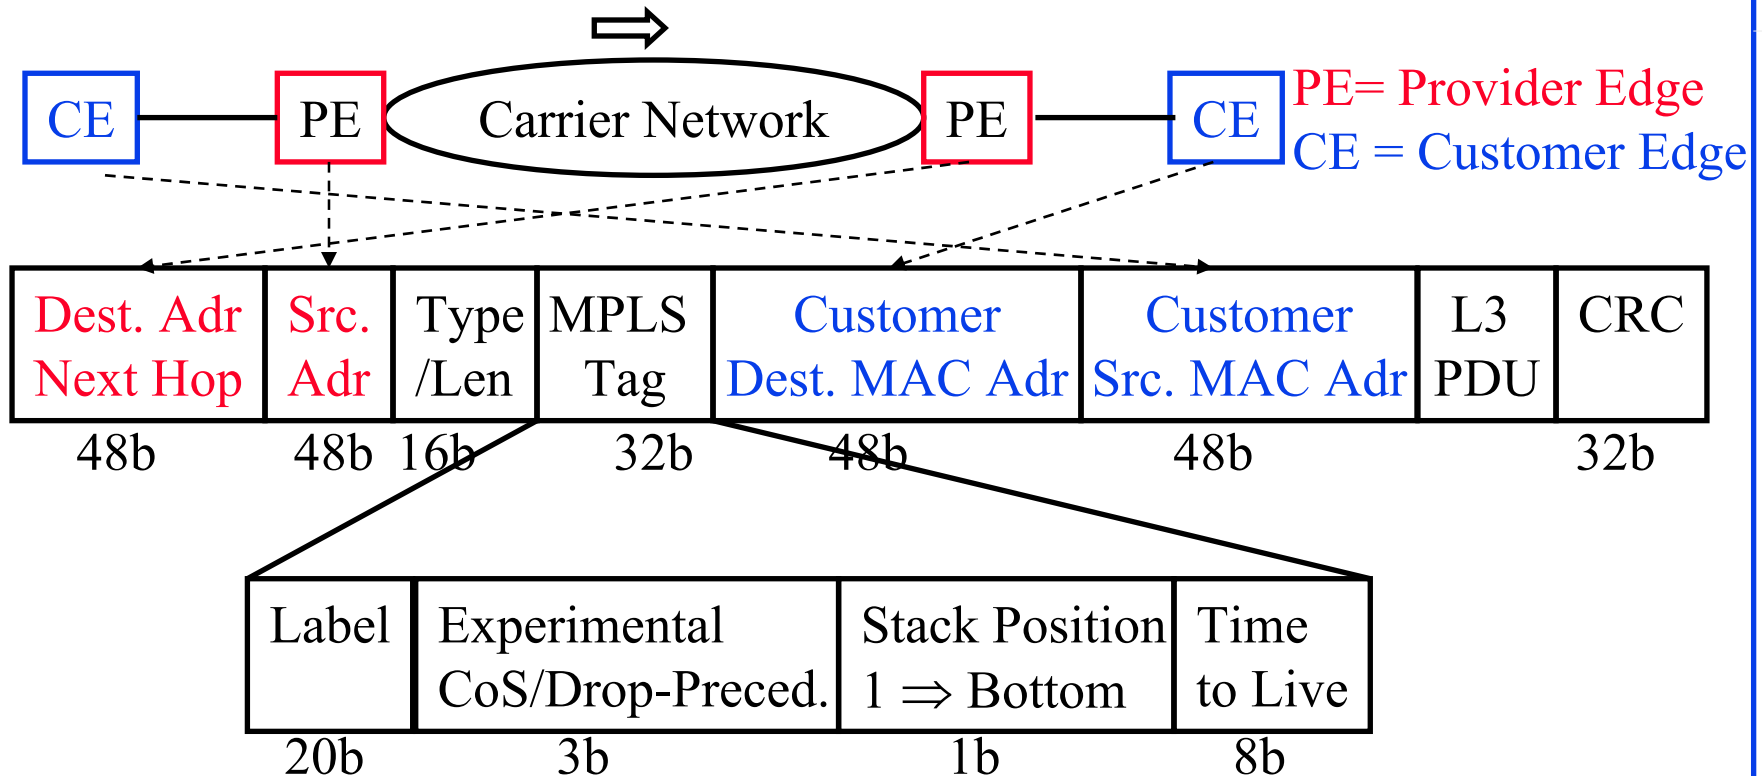 CE
PE
Carrier Network
PE
CE
PE= Provider Edge
CE = Customer Edge
Dest. Adr
Next Hop
Src.
Adr
Type
/Len
MPLS
Tag
Customer
Dest. MAC Adr
Customer
Src. MAC Adr
L3
PDU
CRC
48b
48b
16b
32b
48b
48b
32b
Label
Experimental
CoS/Drop-Preced.
Stack Position
1 ⇒ Bottom
Time
to Live
20b
3b
1b
8b